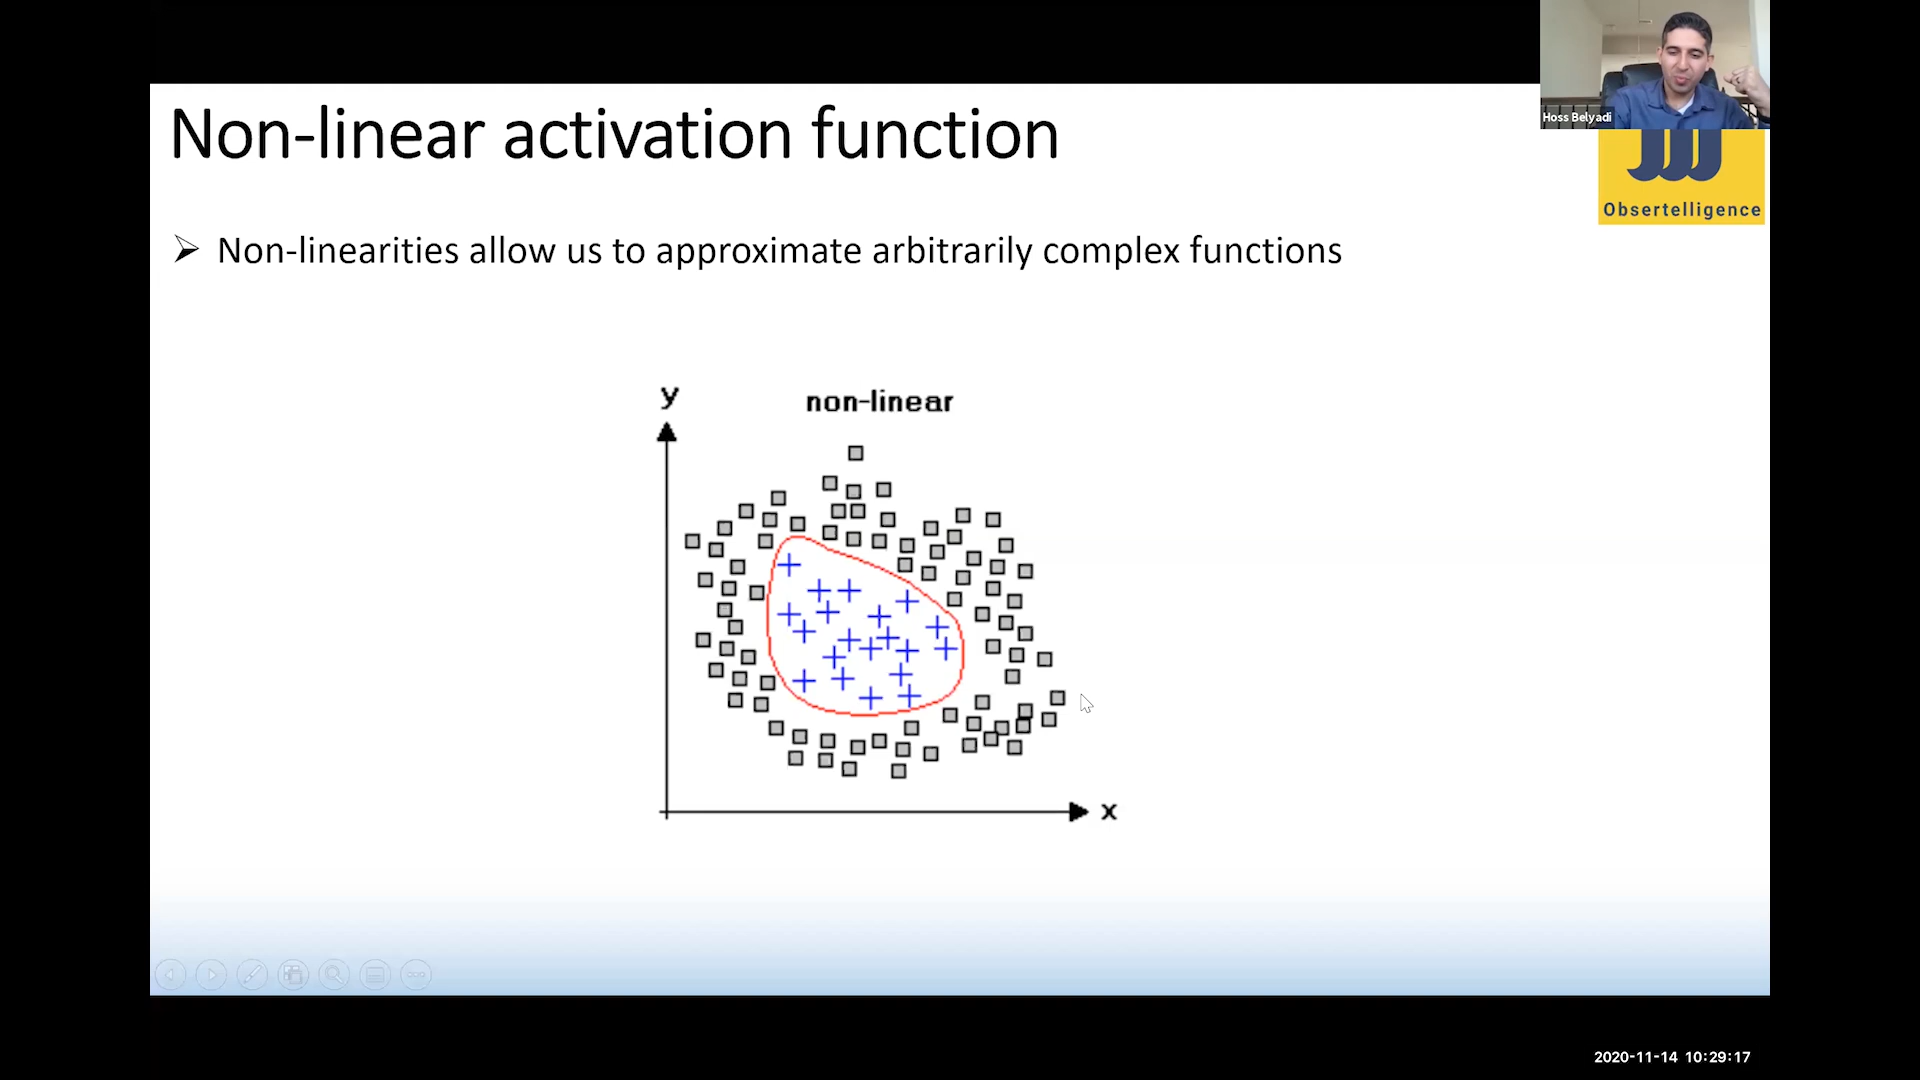 Hoss Belyadi
Obsertelligence
Non-linear activation function
Non-linearities allow us to approximate arbitrarily complex functions
y
non-linear
x
2020-11-14 10:29:17